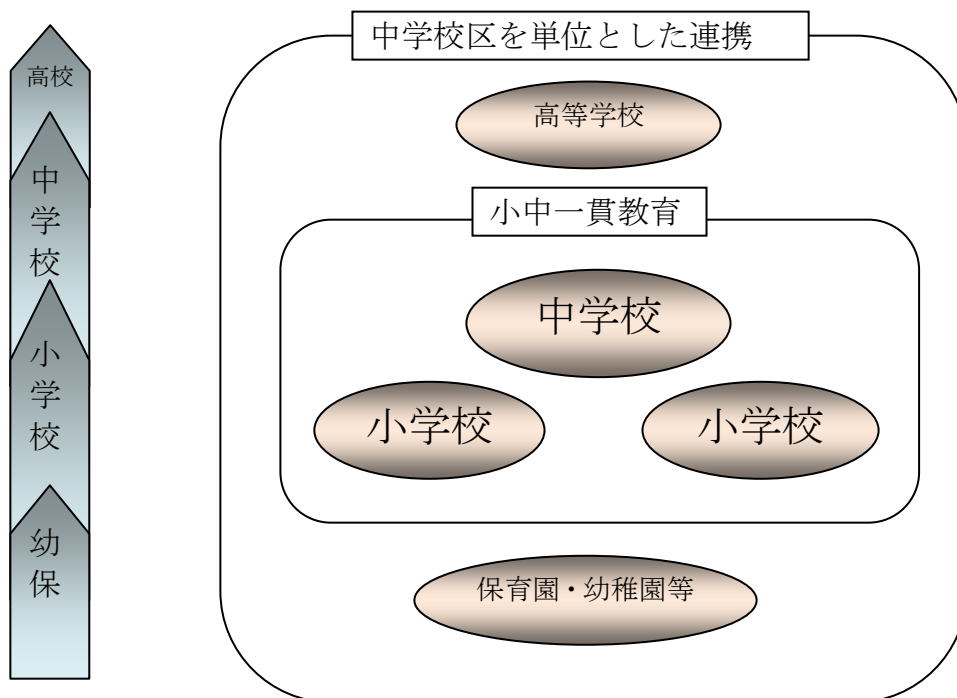 高校
中学校
小学校
幼保
中学校区を単位とした連携
高等学校
小中一貫教育
中学校
小学校
小学校
保育園・幼稚園等